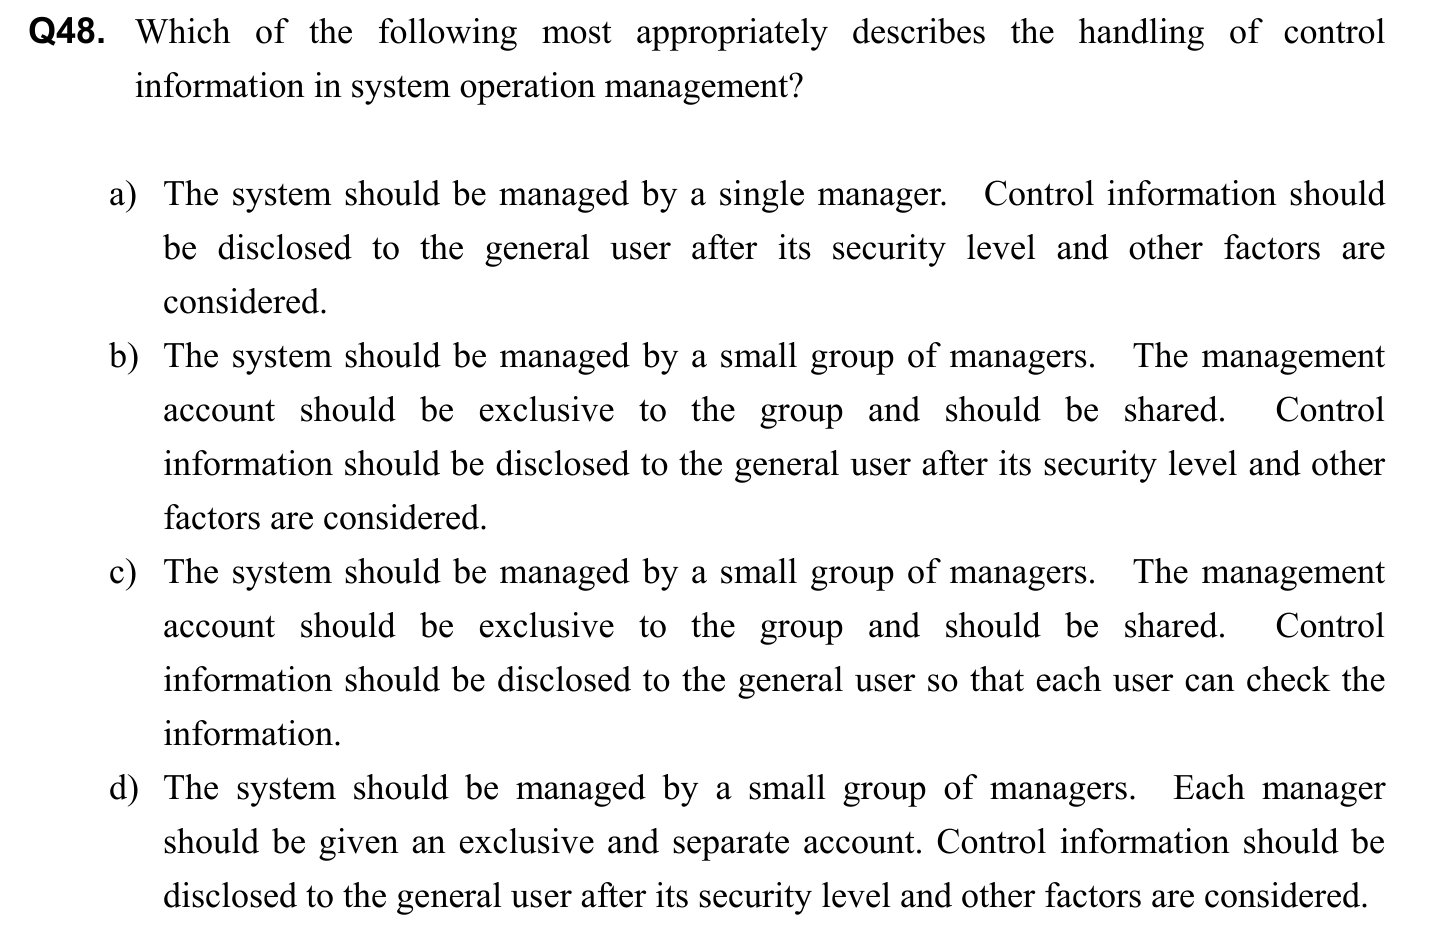 Q48. Which of the following most appropriately describes the handling of control
information in system operation management?
a) The system should be managed by a single manager. Control information should
be disclosed to the general user after its security level and other factors are
considered.
b) The system should be managed by a small group of managers. The management
account should be exclusive to the group and should be shared. Control
information should be disclosed to the general user after its security level and other
factors are considered.
c) The system should be managed by a small group of managers. The management
account should be exclusive to the group and should be shared. Control
information should be disclosed to the general user so that each user can check the
information.
d) The system should be managed by a small group of managers. Each manager
should be given an exclusive and separate account. Control information should be
disclosed to the general user after its security level and other factors are considered.